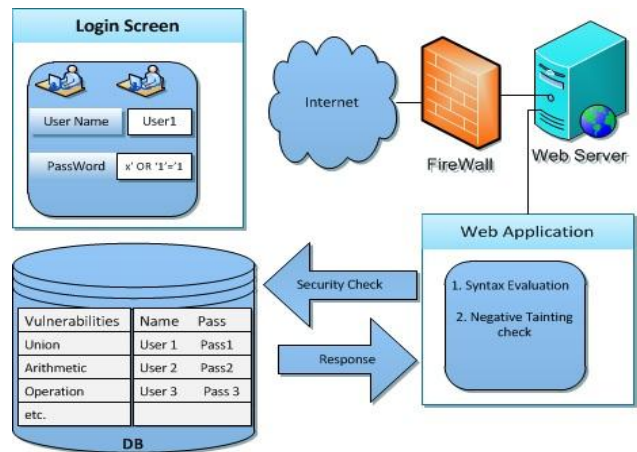 Login Screen
User Name
User1
PassWord
x' OR '1'='1
Internet
FireWall
Web Server
Web Application
1. Syntax Evaluation
2. Negative Tainting
check
Security Check
Response
Vulnerabilities
Union
Arithmetic
Operation
etc.
Name Pass
User 1 Pass1
User 2 Pass2
User 3 Pass 3
DB